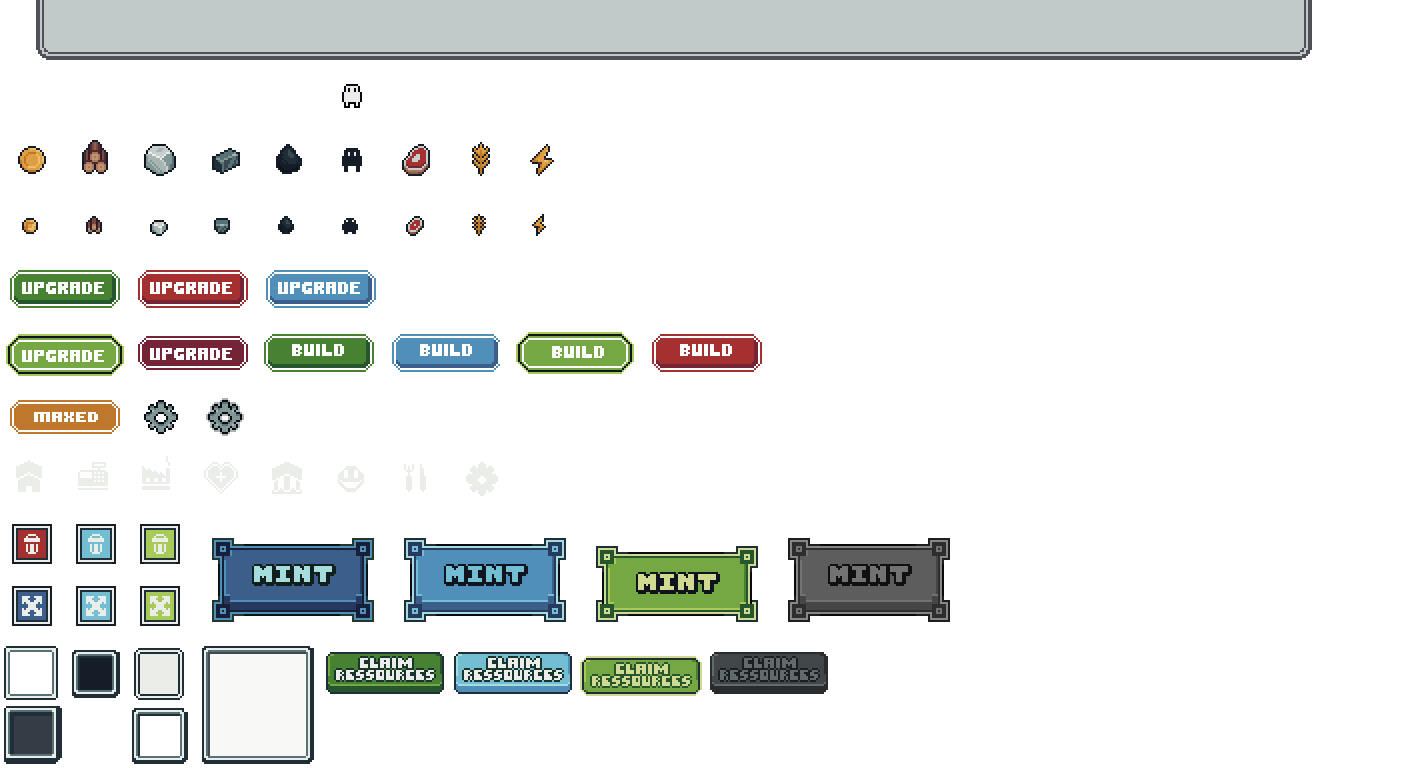 UPGRADE UPGRADE UPGRADE
UPGRADE UPGRADE BUILD BUILD BUILD BUILD
MAXED
MINT MINT MINT MINT
CLAIM CLAIM CLAIM CLAIM
RESSOURCES RESSOURCES RESSOURCES RESSOURCES